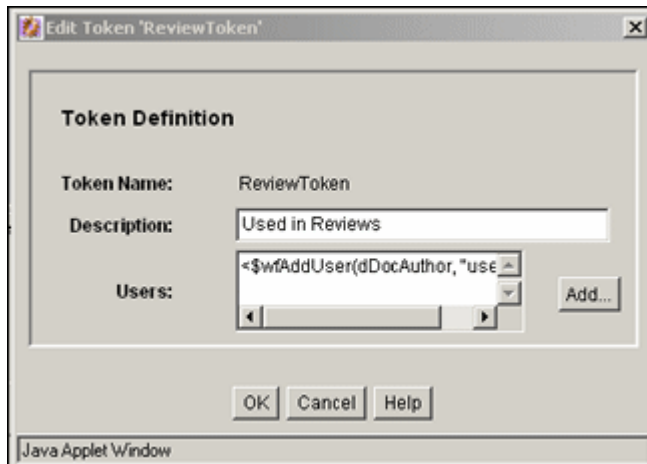 Edit Token 'ReviewToken'
Token Definition
Token Name: ReviewToken
Description: Used in Reviews
Users: <$wfAddUser(dDocAuthor, "use
Add...
OK Cancel Help
Java Applet Window